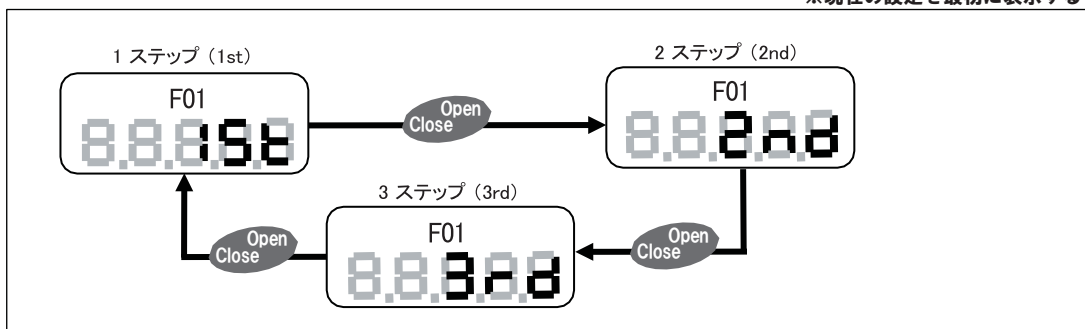 ※現在の設定を最初に表示する
1 ステップ（1st）
F01
1St
Open
Close
2 ステップ（2nd）
F01
2nd
3 ステップ（3rd）
F01
3rd
Open
Close
Open
Close